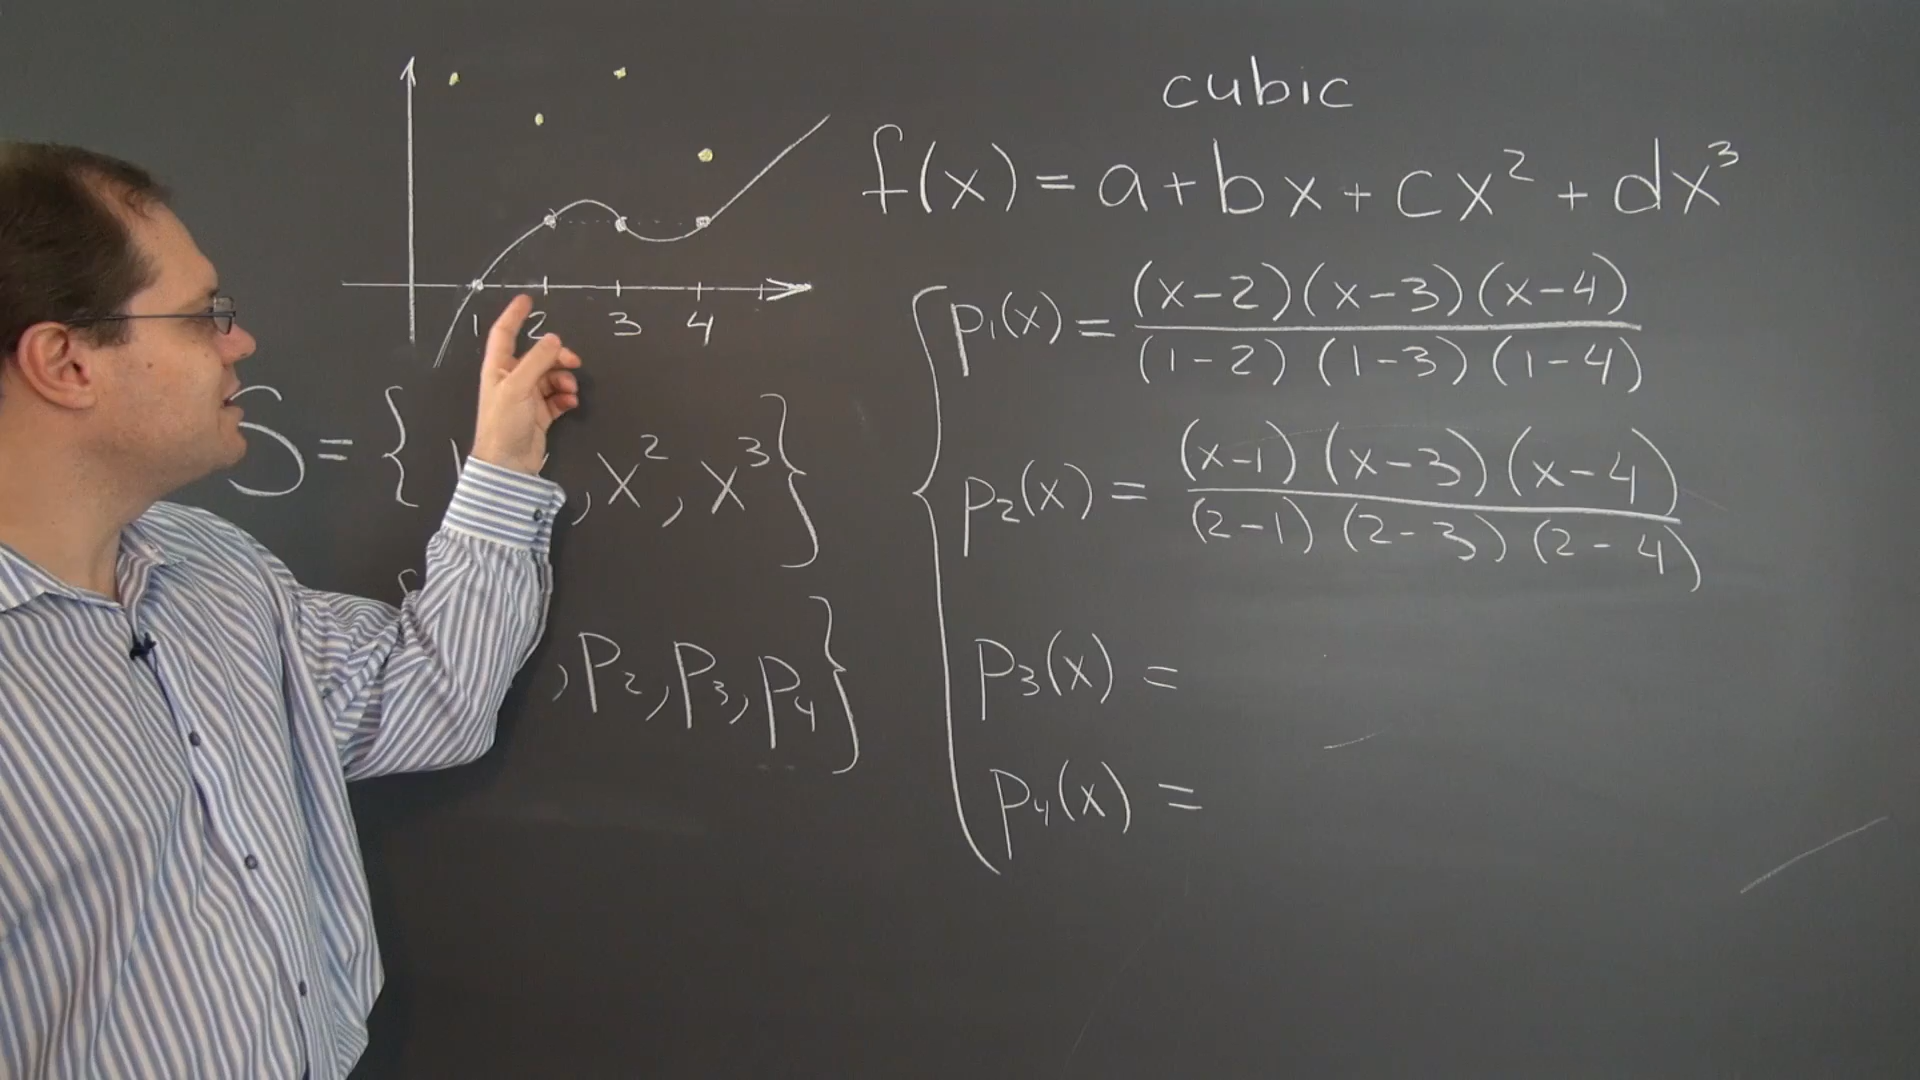 cubic
f(x) = a + bx + cx² + dx³
1 2 3 4
p₁(x) = (x-2)(x-3)(x-4)
(1-2) (1-3) (1-4)
S = { , x², x³}
p₂(x) = (x-1) (x-3) (x-4)
(2-1) (2-3) (2-4)
, p₂, p₃, p₄}
p₃(x) =
p₄(x) =